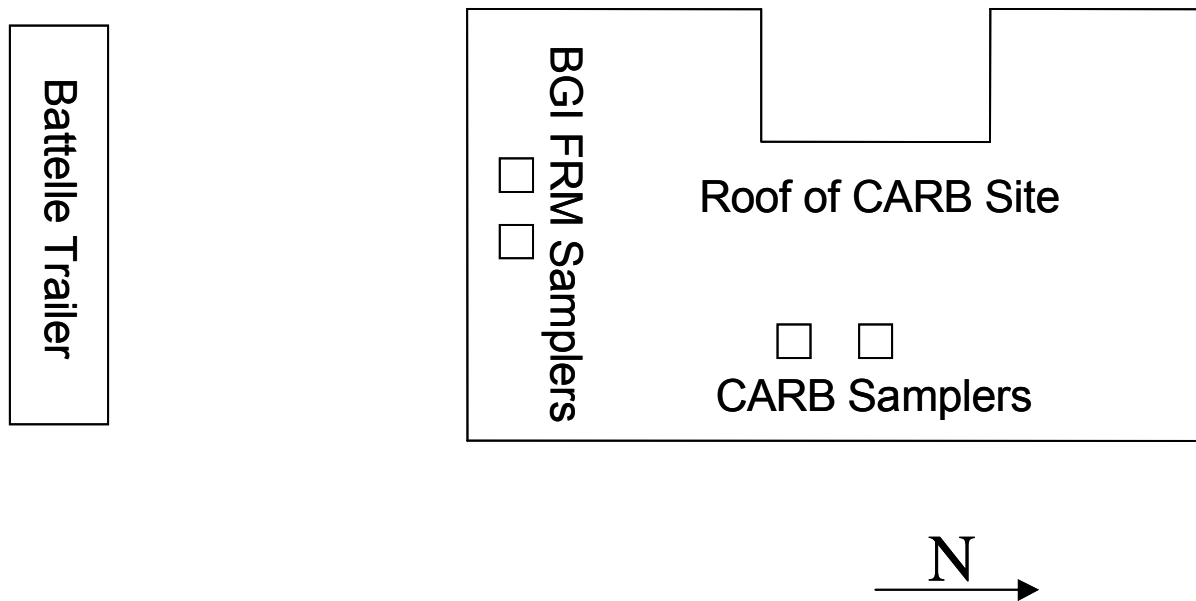 Battelle Trailer
BGI FRM Samplers
Roof of CARB Site
CARB Samplers
N